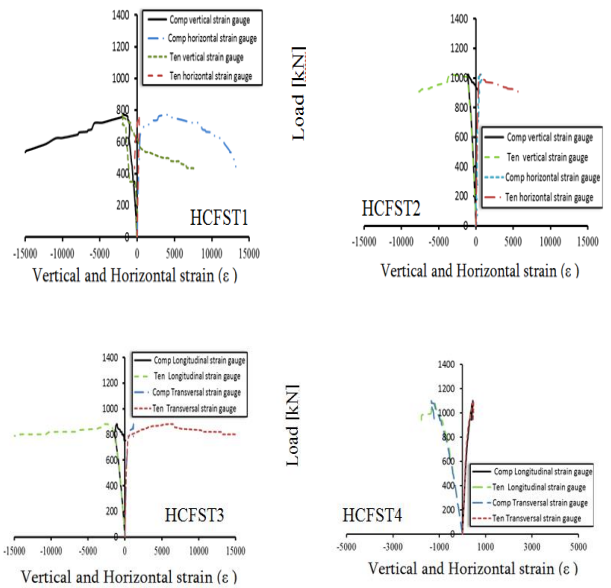 1400
1200
1000
800
600
400
200
0
Comp vertical strain gauge
Comp horizontal strain gauge
Ten vertical strain gauge
Ten horizontal strain gauge
HCFST1
-15000 -10000 -5000 0 5000 10000 15000
Vertical and Horizontal strain (ε )
Load [kN]
1400
1200
1000
800
600
400
200
0
Comp vertical strain gauge
Ten vertical strain gauge
Comp horizontal strain gauge
Ten horizontal strain gauge
HCFST2
-15000 -10000 -5000 0 5000 10000 15000
Vertical and Horizontal strain (ε )
1400
1200
1000
800
600
400
200
0
Comp Longitudinal strain gauge
Ten Longitudinal strain gauge
Comp Transversal strain gauge
Ten Transversal strain gauge
HCFST3
-15000 -10000 -5000 0 5000 10000 15000
Vertical and Horizontal strain (ε )
Load [kN]
1400
1200
1000
800
600
400
200
0
Comp Longitudinal strain gauge
Ten Longitudinal strain gauge
Comp Transversal strain gauge
Ten Transversal strain gauge
HCFST4
-5000 -3000 -1000 1000 3000 5000
Vertical and Horizontal strain (ε )